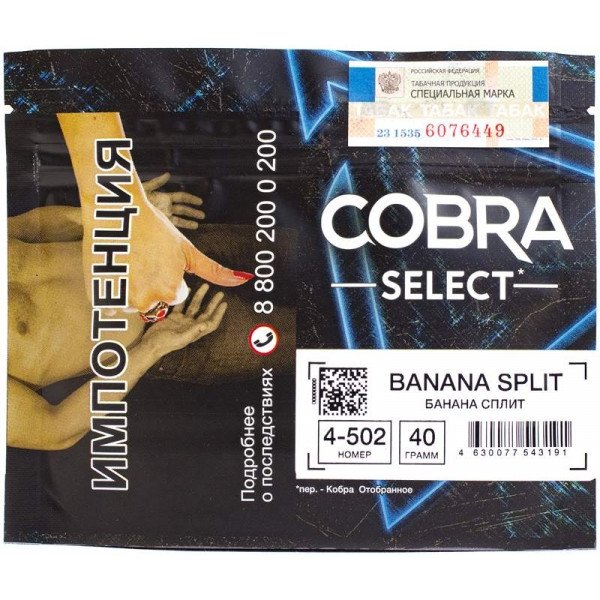 РОССИЙСКАЯ ФЕДЕРАЦИЯ
ТАБАЧНАЯ ПРОДУКЦИЯ
СПЕЦИАЛЬНАЯ МАРКА
ТАБАК ТАБАК ТАБАК
23 1535 6076449
ИМПОТЕНЦИЯ
Подробнее
о последствиях 8 800 200 0 200
COBRA
SELECT*
BANANA SPLIT
БАНАНА СПЛИТ
4-502
НОМЕР
40
ГРАММ
4 630077 543191
*пер. - Кобра Отобранное